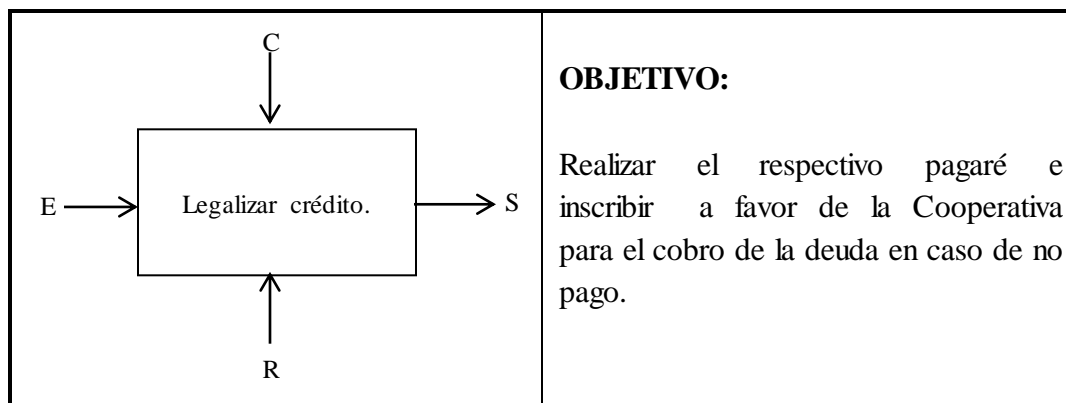 C
E
Legalizar crédito.
S
R
OBJETIVO:
Realizar el respectivo pagaré e
inscribir a favor de la Cooperativa
para el cobro de la deuda en caso de no
pago.